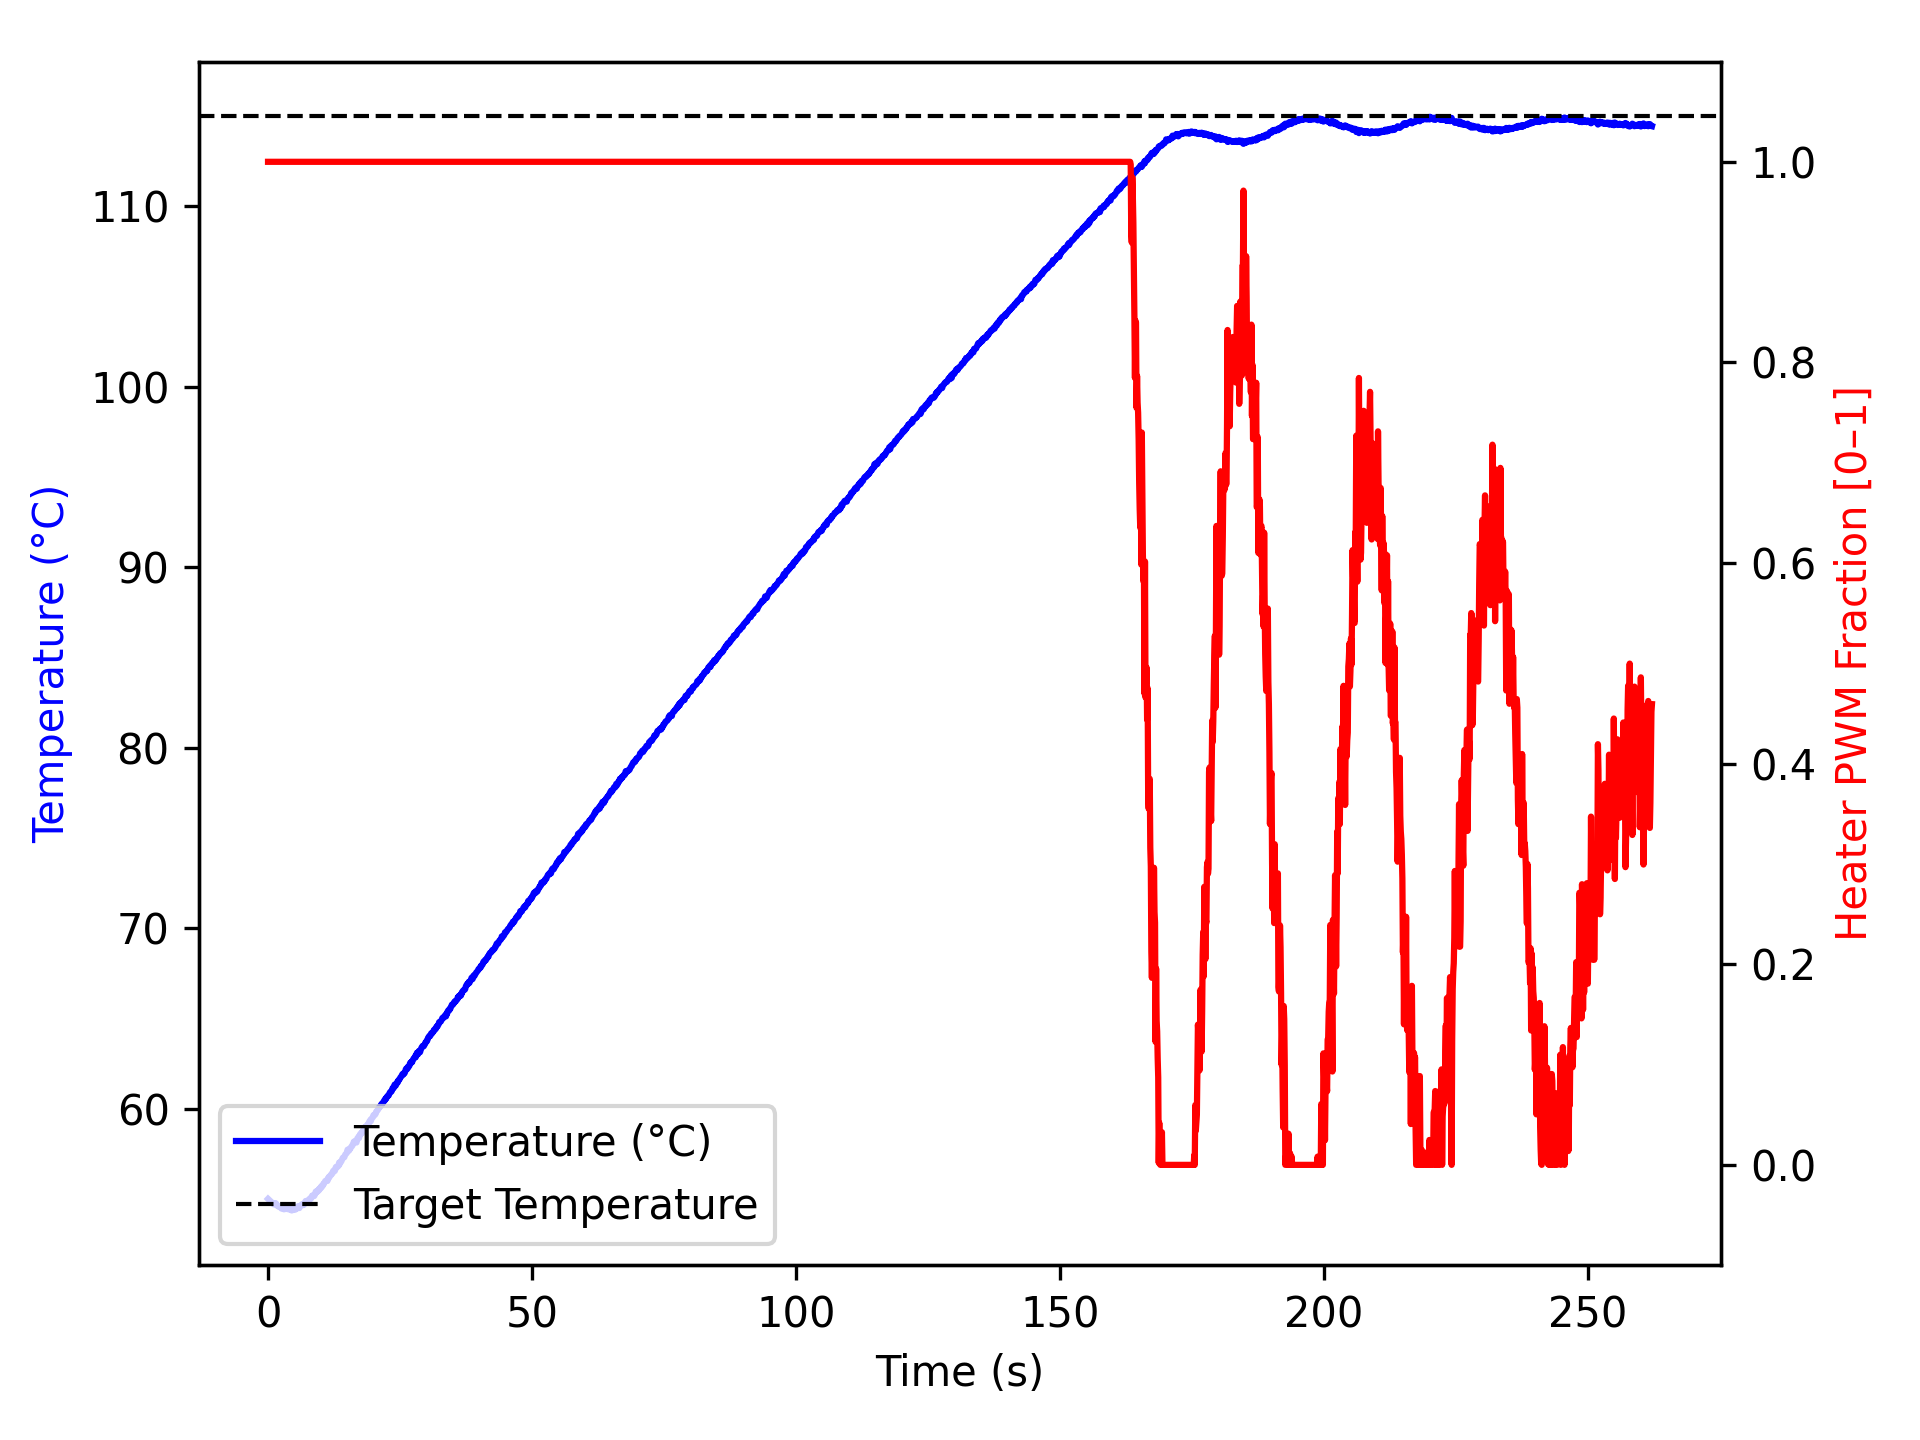 Temperature (°C)
110
100
90
80
70
60
1.0
0.8
0.6
0.4
0.2
0.0
Heater PWM Fraction [0–1]
Temperature (°C)
Target Temperature
0 50 100 150 200 250
Time (s)